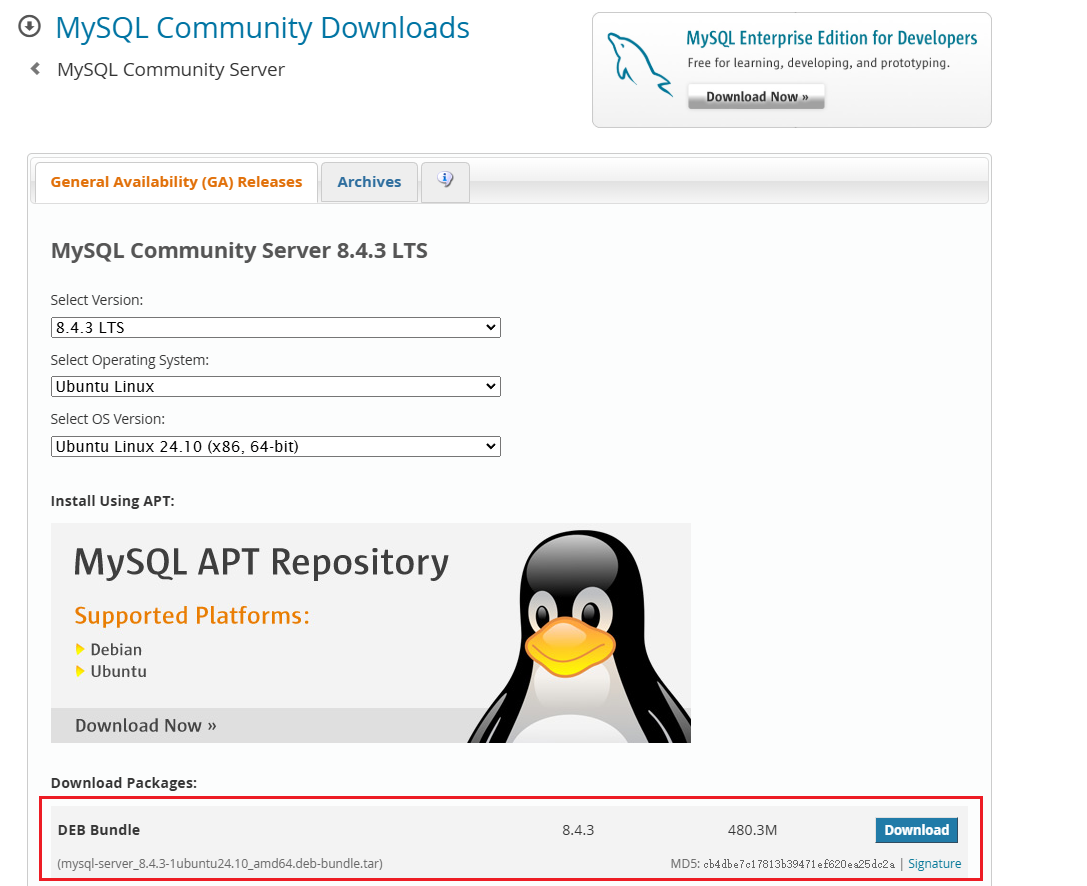 MySQL Community Downloads
MySQL Community Server
MySQL Enterprise Edition for Developers
Free for learning, developing, and prototyping.
Download Now »
General Availability (GA) Releases
Archives
MySQL Community Server 8.4.3 LTS
Select Version:
8.4.3 LTS
Select Operating System:
Ubuntu Linux
Select OS Version:
Ubuntu Linux 24.10 (x86, 64-bit)
Install Using APT:
MySQL APT Repository
Supported Platforms:
Debian
Ubuntu
Download Now »
Download Packages:
DEB Bundle 8.4.3 480.3M Download
(mysql-server_8.4.3-1ubuntu24.10_amd64.deb-bundle.tar) MD5: cb4dbe7c17813b39471ef620ea25dc2a | Signature